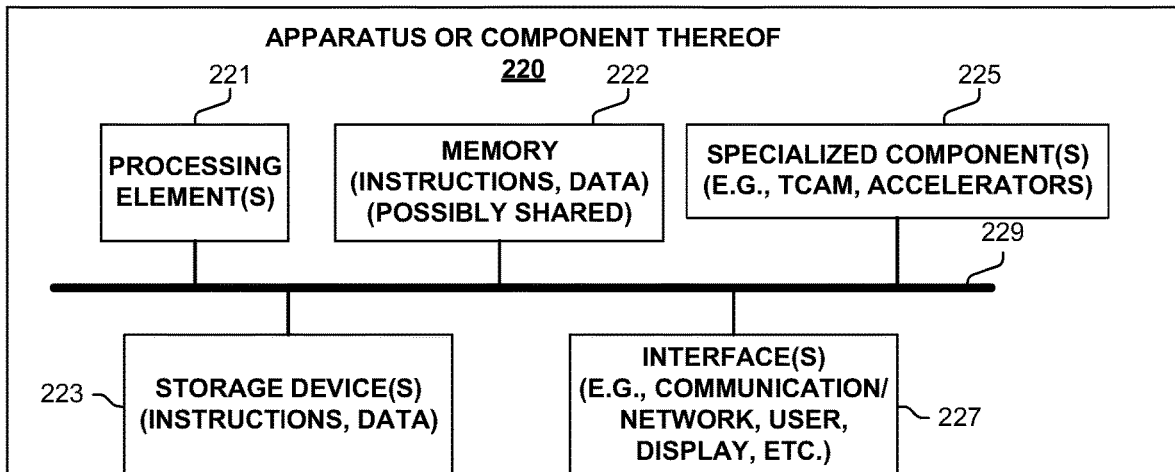 APPARATUS OR COMPONENT THEREOF
220
221
222
225
PROCESSING
ELEMENT(S)
MEMORY
(INSTRUCTIONS, DATA)
(POSSIBLY SHARED)
SPECIALIZED COMPONENT(S)
(E.G., TCAM, ACCELERATORS)
229
STORAGE DEVICE(S)
(INSTRUCTIONS, DATA)
223
INTERFACE(S)
(E.G., COMMUNICATION/
NETWORK, USER,
DISPLAY, ETC.)
227